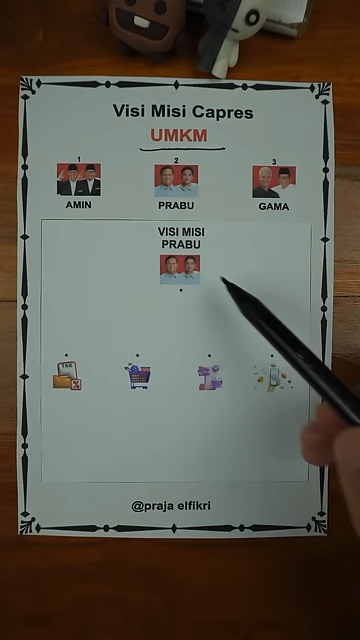 Visi Misi Capres
UMKM
1
2
3
AMIN
PRABU
GAMA
VISI MISI
PRABU
TAX
%
@praja elfikri